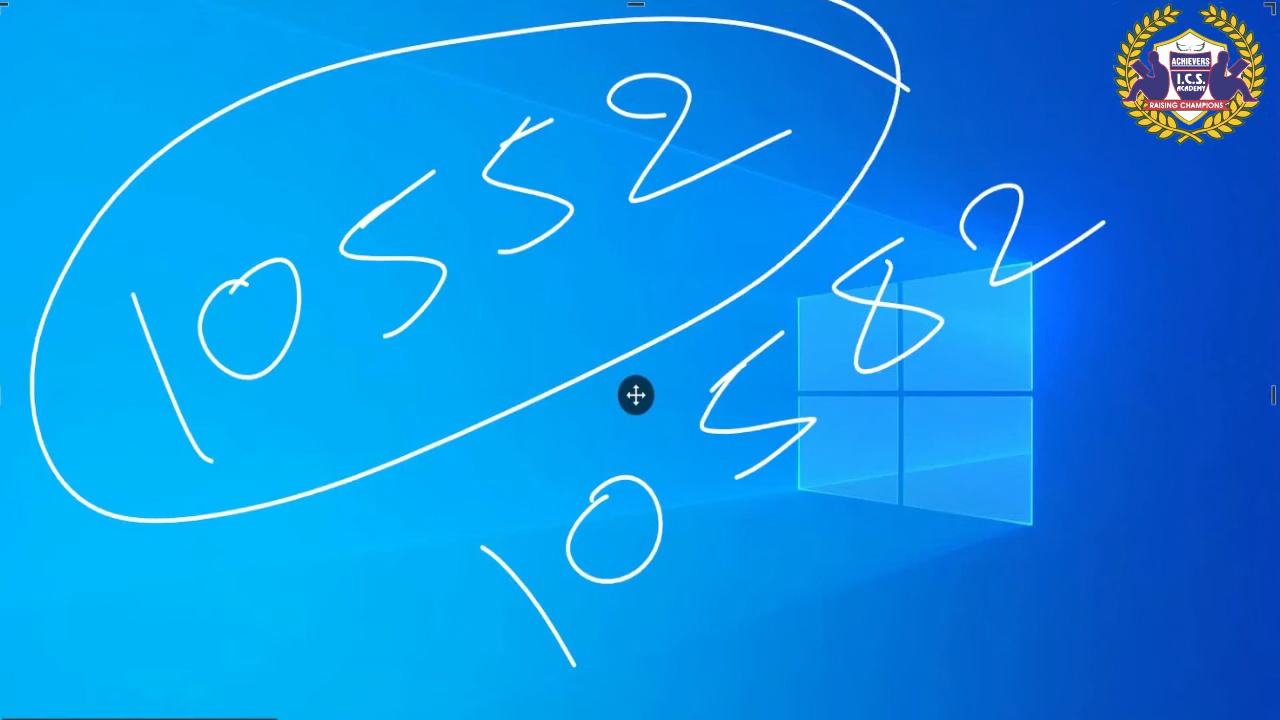 10552
10582
ACHIEVERS
I.C.S.
ACADEMY
RAISING CHAMPIONS